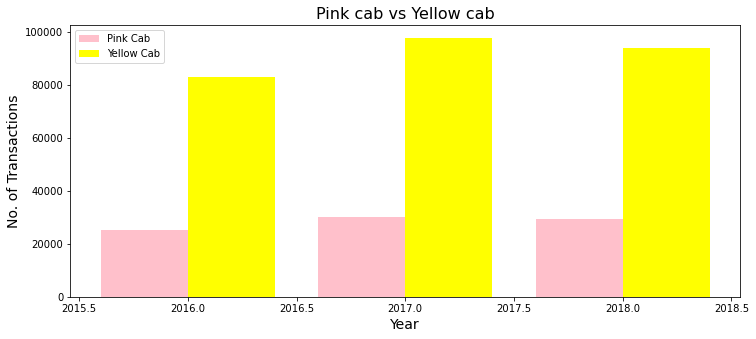 Pink cab vs Yellow cab
Pink Cab
Yellow Cab
No. of Transactions
100000
80000
60000
40000
20000
0
2015.5 2016.0 2016.5 2017.0 2017.5 2018.0 2018.5
Year